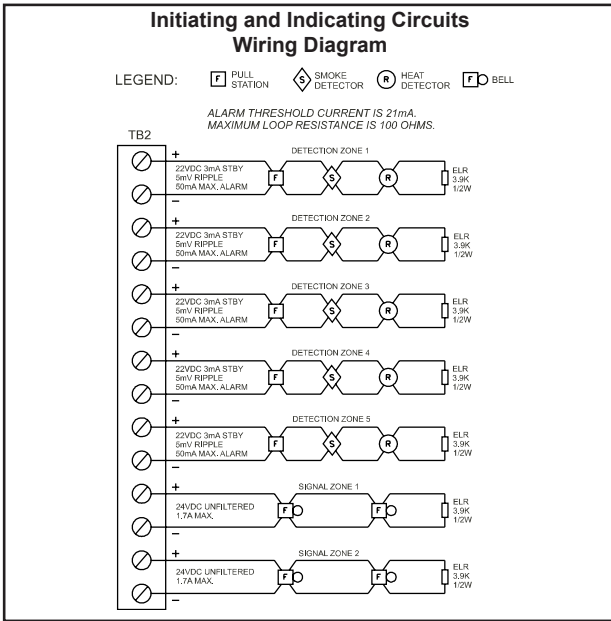 Initiating and Indicating Circuits
Wiring Diagram
LEGEND:
F PULL STATION
S SMOKE DETECTOR
R HEAT DETECTOR
F BELL
ALARM THRESHOLD CURRENT IS 21mA.
MAXIMUM LOOP RESISTANCE IS 100 OHMS.
TB2
DETECTION ZONE 1
+
22VDC 3mA STBY
5mV RIPPLE
50mA MAX. ALARM
–
F S R
ELR
3.9K
1/2W
DETECTION ZONE 2
+
22VDC 3mA STBY
5mV RIPPLE
50mA MAX. ALARM
–
F S R
ELR
3.9K
1/2W
DETECTION ZONE 3
+
22VDC 3mA STBY
5mV RIPPLE
50mA MAX. ALARM
–
F S R
ELR
3.9K
1/2W
DETECTION ZONE 4
+
22VDC 3mA STBY
5mV RIPPLE
50mA MAX. ALARM
–
F S R
ELR
3.9K
1/2W
DETECTION ZONE 5
+
22VDC 3mA STBY
5mV RIPPLE
50mA MAX. ALARM
–
F S R
ELR
3.9K
1/2W
SIGNAL ZONE 1
+
24VDC UNFILTERED
1.7A MAX.
–
F F
ELR
3.9K
1/2W
SIGNAL ZONE 2
+
24VDC UNFILTERED
1.7A MAX.
–
F F
ELR
3.9K
1/2W